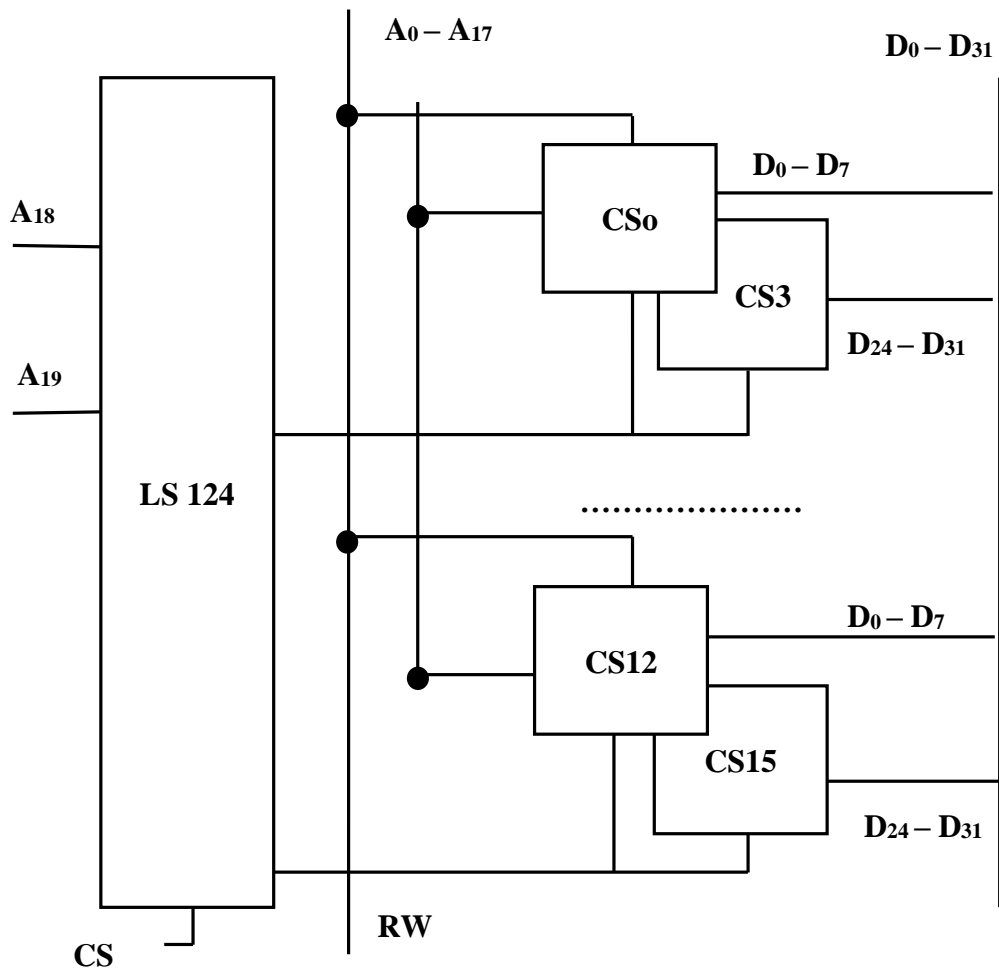 A0 – A17
D0 – D31
D0 – D7
A18
CSo
CS3
D24 – D31
A19
LS 124
D0 – D7
CS12
CS15
D24 – D31
RW
CS